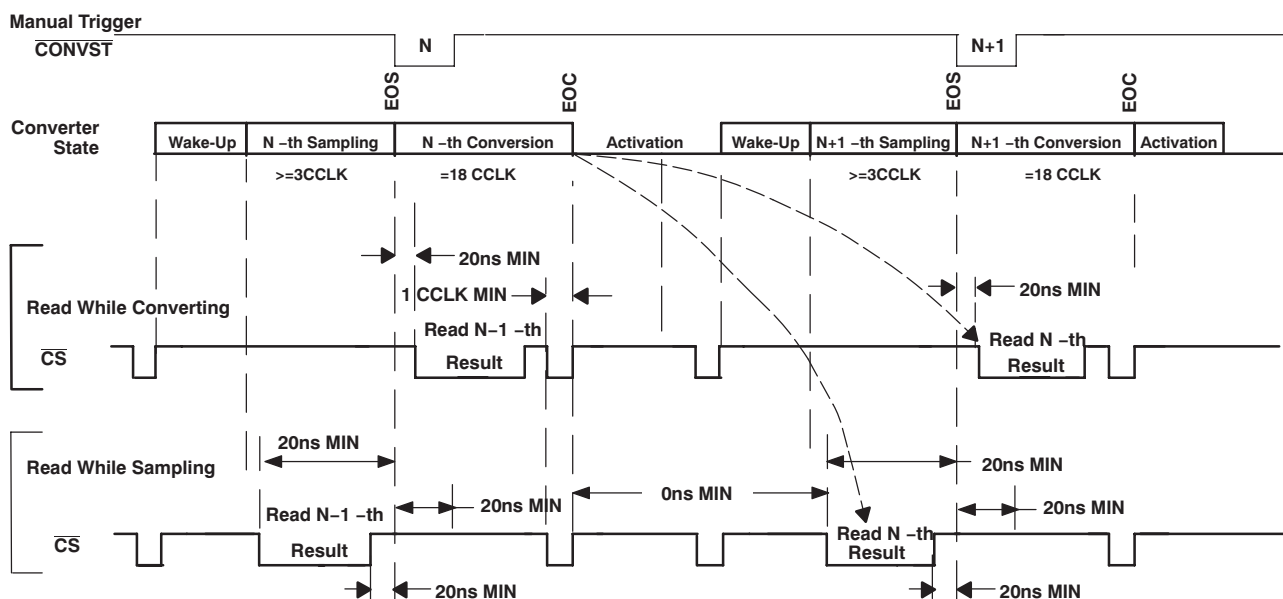 Manual Trigger
CONVST
N
N+1
EOS
EOC
EOS
EOC
Converter
State
Wake-Up
N −th Sampling
N −th Conversion
Activation
Wake-Up
N+1 −th Sampling
N+1 −th Conversion
Activation
>=3CCLK
=18 CCLK
>=3CCLK
=18 CCLK
20ns MIN
20ns MIN
1 CCLK MIN
Read While Converting
Read N−1 −th
Result
Read N −th
Result
CS
20ns MIN
Read While Sampling
20ns MIN
0ns MIN
20ns MIN
20ns MIN
Read N−1 −th
Result
Read N −th
Result
CS
20ns MIN
20ns MIN